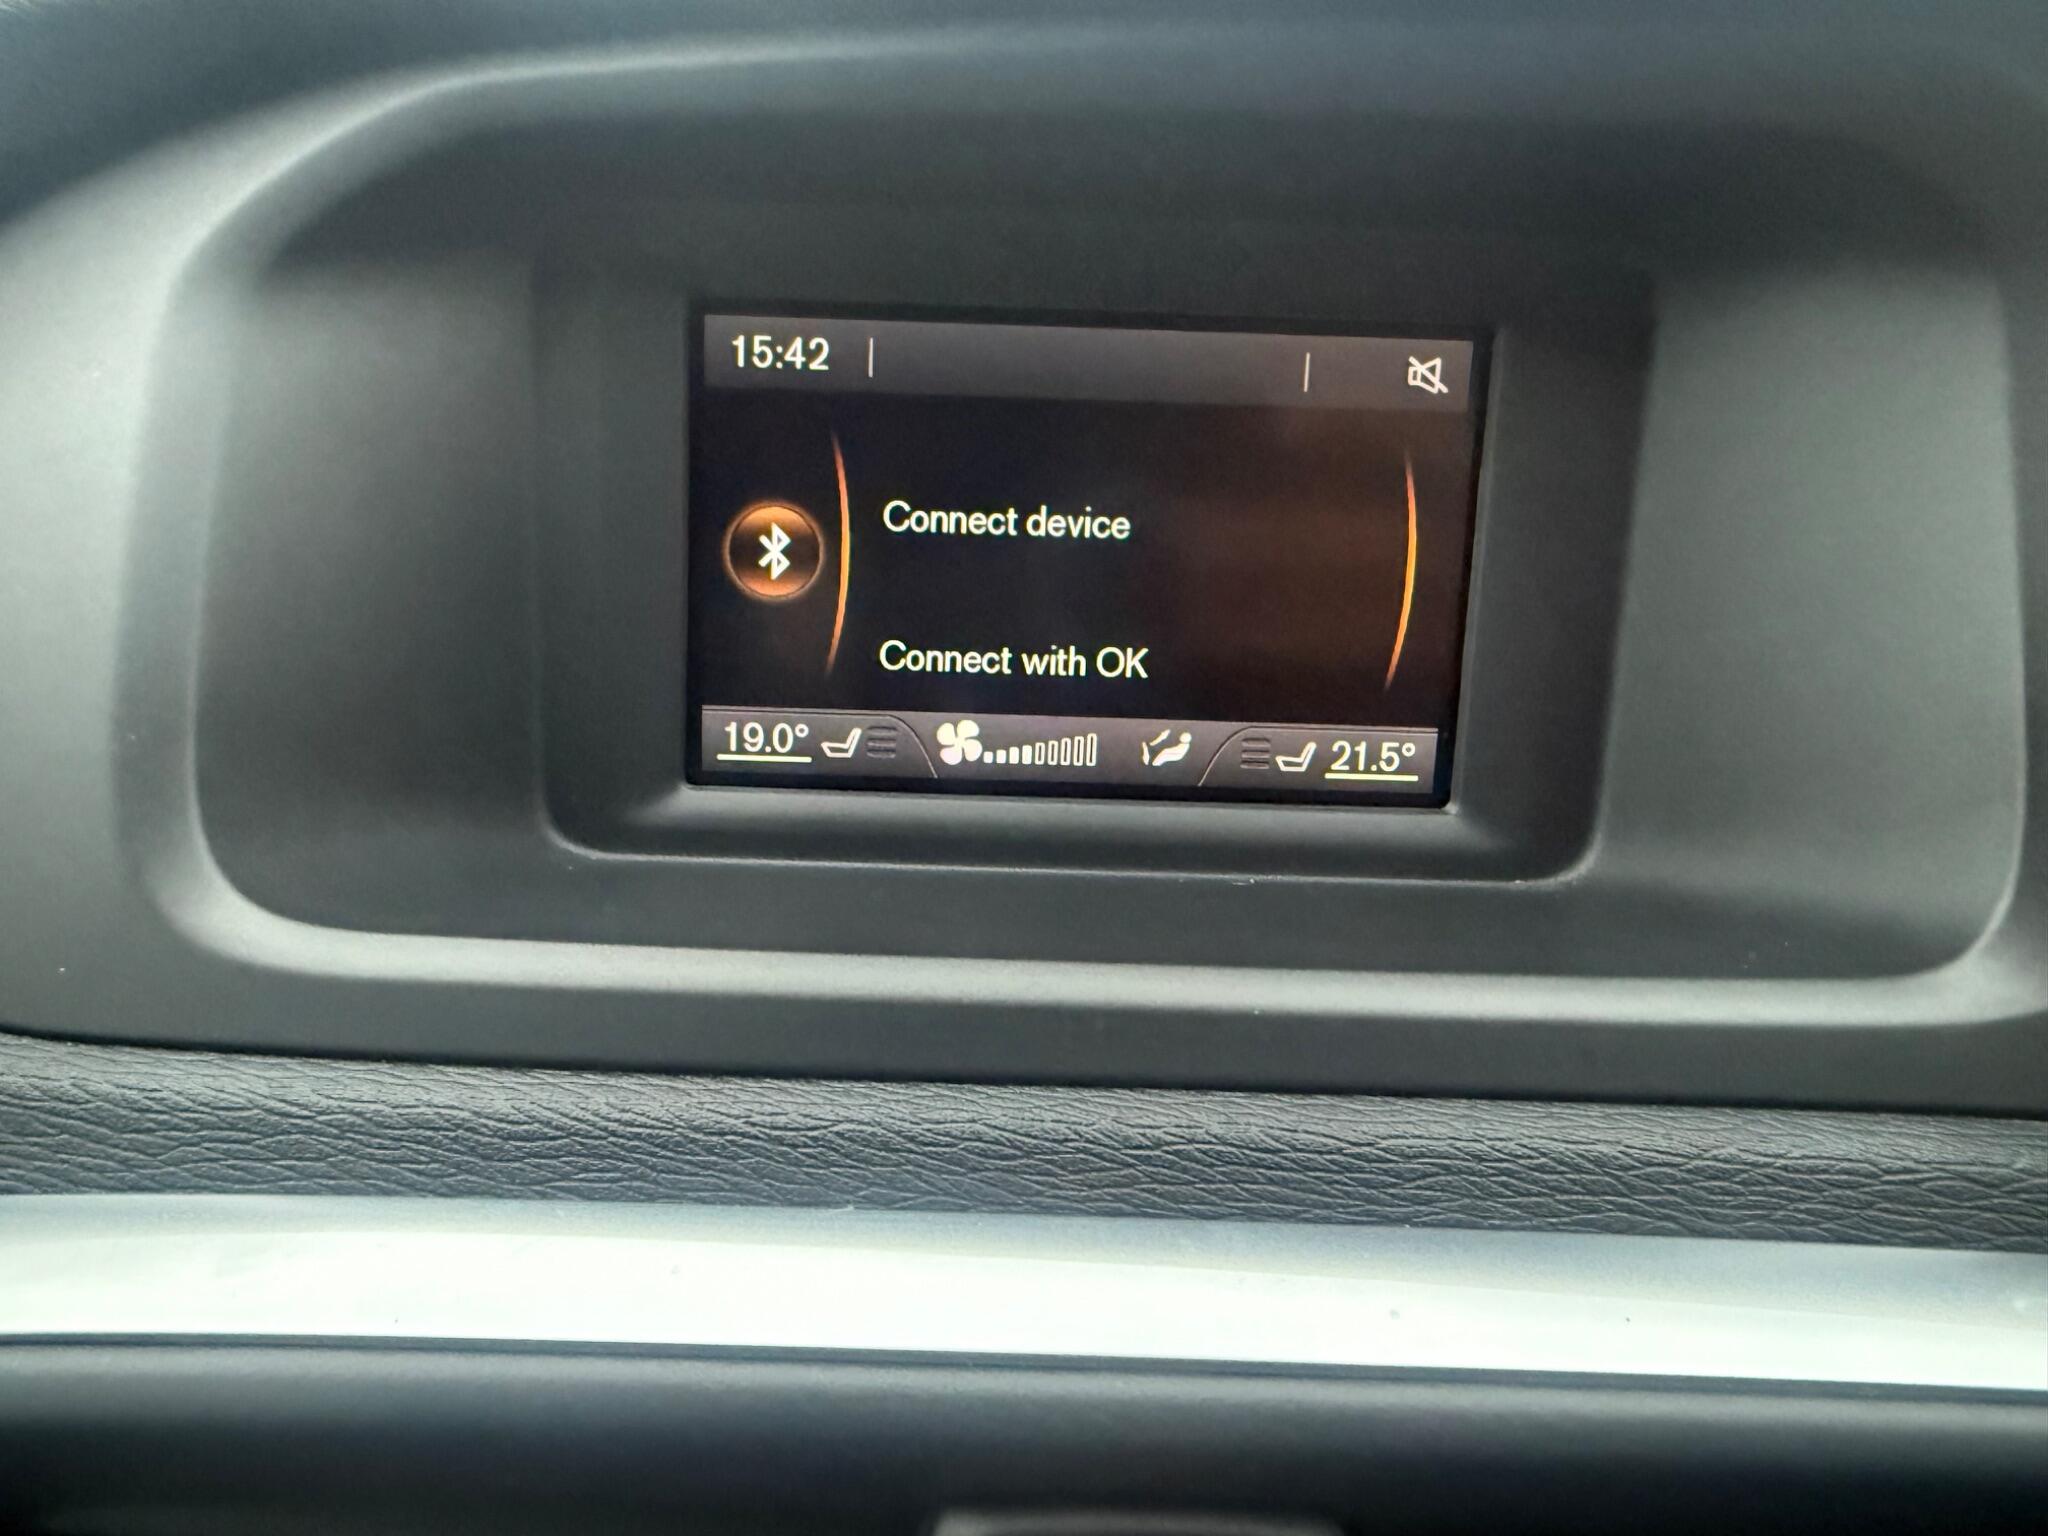 15:42
Connect device
Connect with OK
19.0° 21.5°